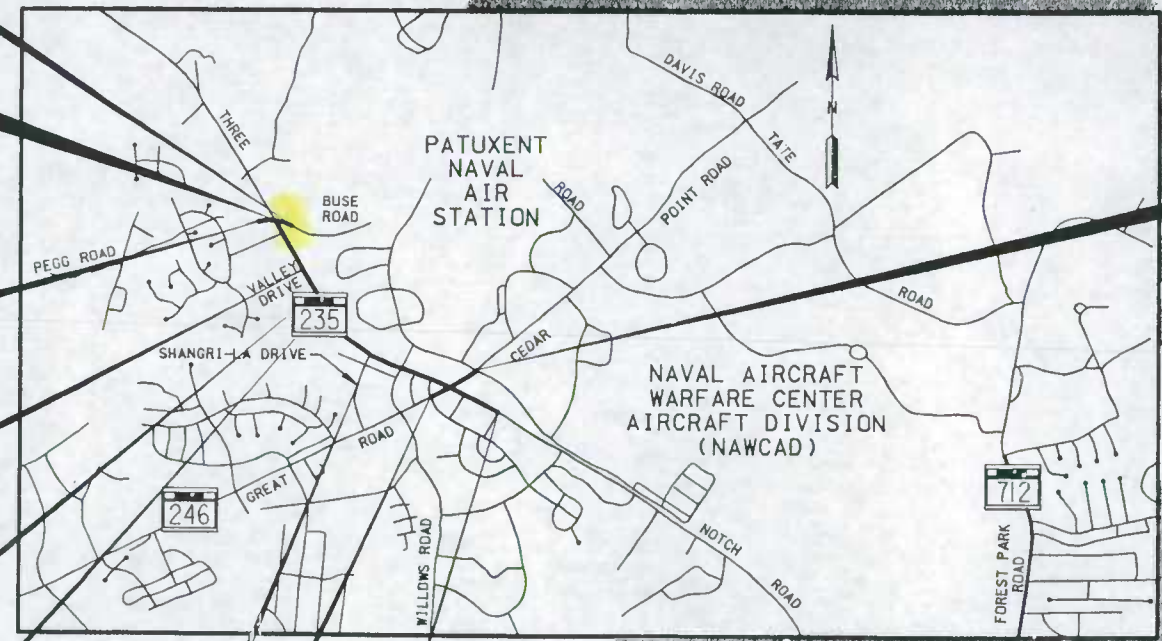 DAVIS ROAD
THREE
TATE
N
PATUXENT
NAVAL
AIR
STATION
ROAD
POINT ROAD
BUSE
ROAD
PEGG ROAD
VALLEY
DRIVE
ROAD
235
SHANGRI-LA DRIVE
CEDAR
NAVAL AIRCRAFT
WARFARE CENTER
AIRCRAFT DIVISION
(NAWCAD)
ROAD
GREAT
246
712
NOTCH
ROAD
WILLOWS ROAD
FOREST PARK
ROAD